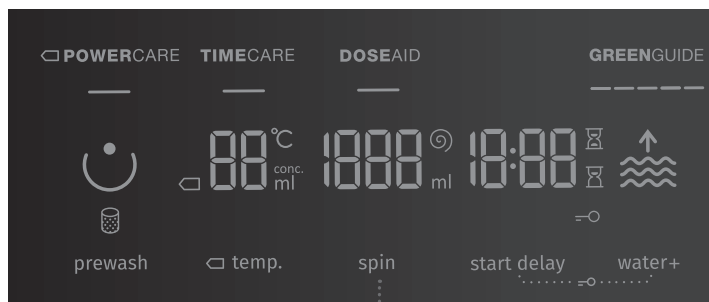 POWERCARE TIMECARE DOSEAID GREENGUIDE
88 °C 1888 18:88
conc.
ml ml
prewash temp. spin start delay water+